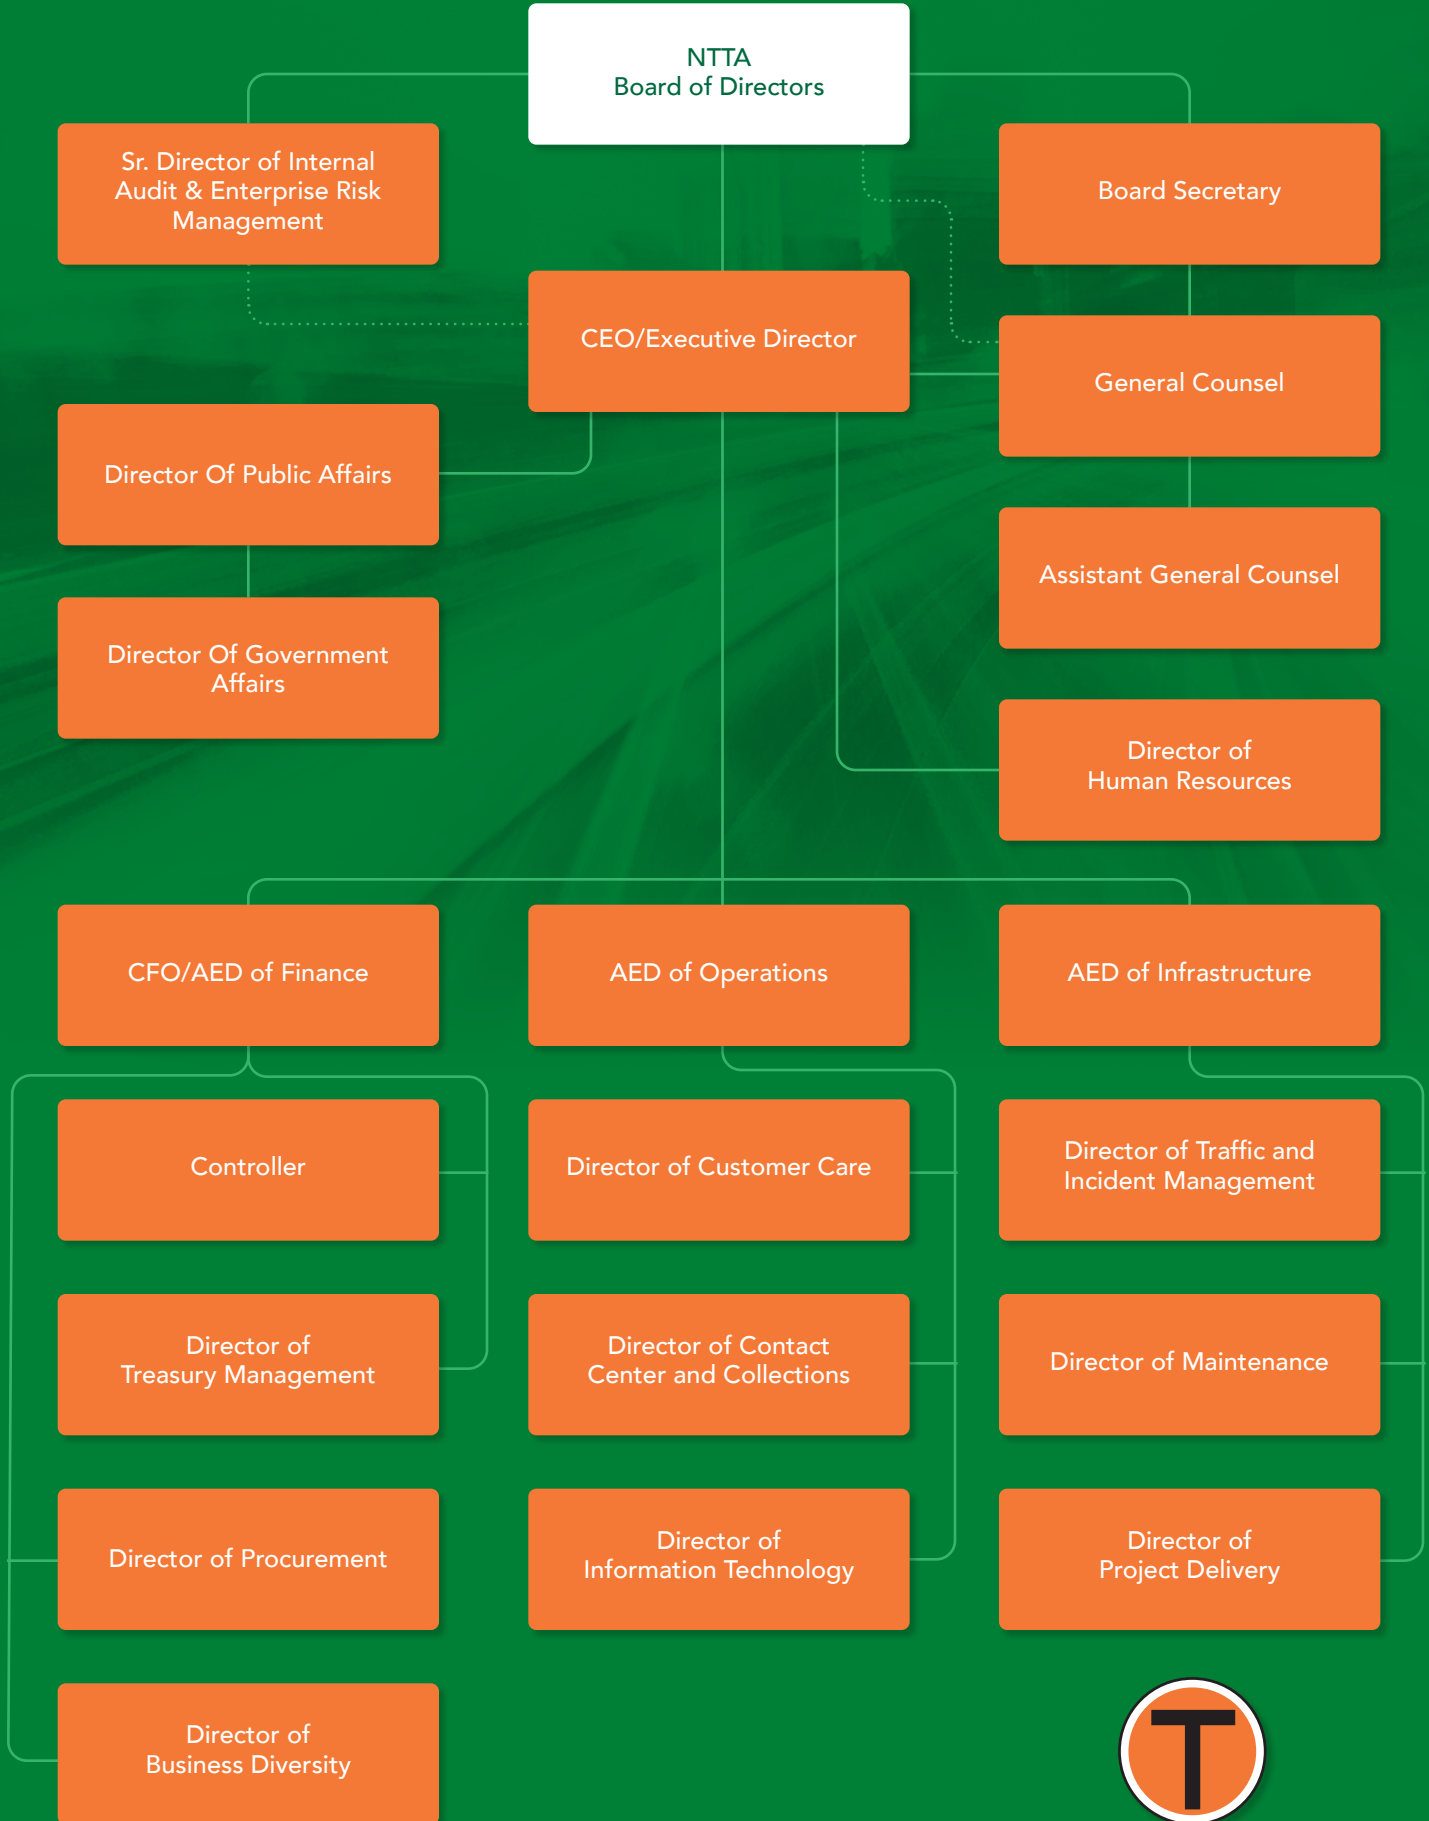 NTTA
Board of Directors
Sr. Director of Internal
Audit & Enterprise Risk
Management
Board Secretary
CEO/Executive Director
General Counsel
Director Of Public Affairs
Assistant General Counsel
Director Of Government
Affairs
Director of
Human Resources
CFO/AED of Finance
AED of Operations
AED of Infrastructure
Controller
Director of Customer Care
Director of Traffic and
Incident Management
Director of
Treasury Management
Director of Contact
Center and Collections
Director of Maintenance
Director of Procurement
Director of
Information Technology
Director of
Project Delivery
Director of
Business Diversity
T